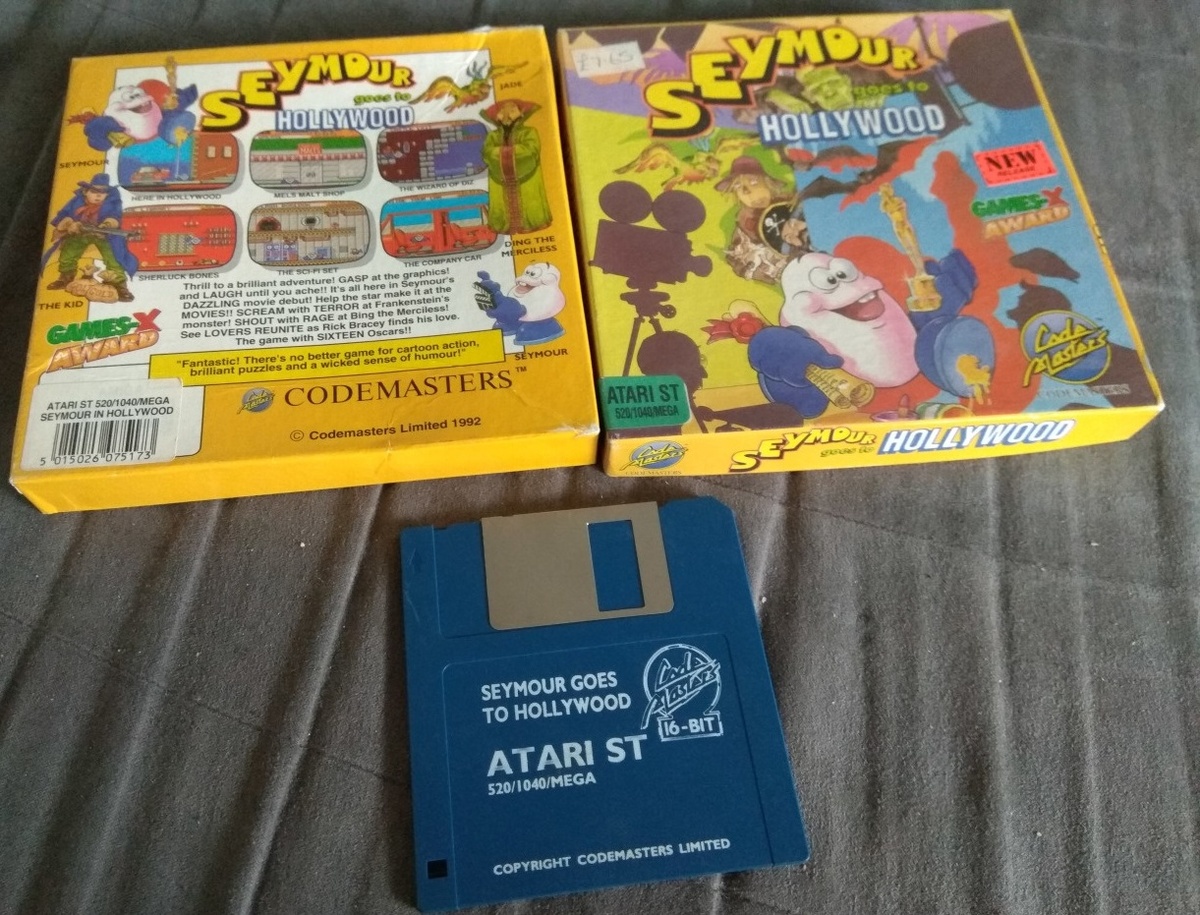 SEYMOUR
goes to
HOLLYWOOD
JADE
SEYMOUR
HERE IN HOLLYWOOD
MELS MALT SHOP
THE WIZARD OF DIZ
SHERLUCK BONES
THE SCI-FI SET
THE COMPANY CAR
DING THE
MERCILESS
THE KID
Thrill to a brilliant adventure! GASP at the graphics!
and LAUGH until you ache!! It's all here in Seymour's
DAZZLING movie debut! Help the star make it at the
MOVIES!! SCREAM with TERROR at Frankenstein's
monster! SHOUT with RAGE at Bing the Merciless!
See LOVERS REUNITE as Rick Bracey finds his love.
The game with SIXTEEN Oscars!!
GAMES-X
AWARD
SEYMOUR
"Fantastic! There's no better game for cartoon action,
brilliant puzzles and a wicked sense of humour!"
CODEMASTERS™
© Codemasters Limited 1992
ATARI ST 520/1040/MEGA
SEYMOUR IN HOLLYWOOD
5 015026 075173
SEYMOUR
goes to
HOLLYWOOD
NEW
RELEASE
GAMES-X
AWARD
Code
Masters
CODEMASTERS
ATARI ST
520/1040/MEGA
Code
Masters
CODEMASTERS
SEYMOUR
goes to
HOLLYWOOD
SEYMOUR GOES
TO HOLLYWOOD
Code
Masters
16-BIT
ATARI ST
520/1040/MEGA
COPYRIGHT CODEMASTERS LIMITED